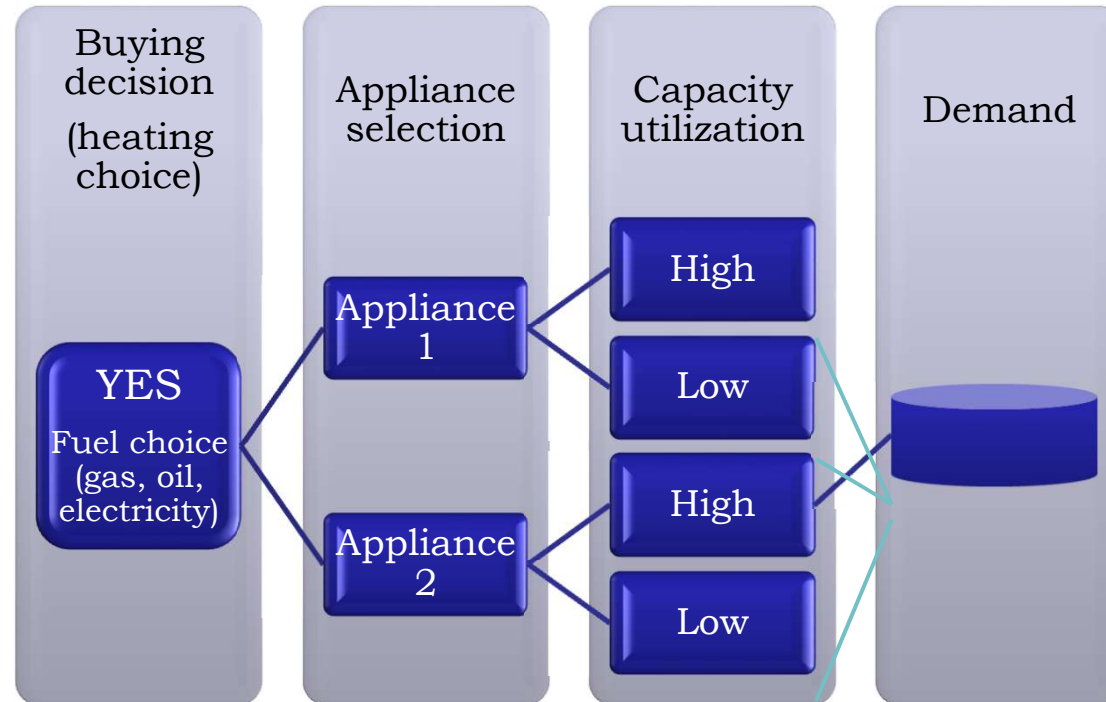 Buying
decision
(heating
choice)
Appliance
selection
Capacity
utilization
Demand
YES
Fuel choice
(gas, oil,
electricity)
Appliance
1
Appliance
2
High
Low
High
Low